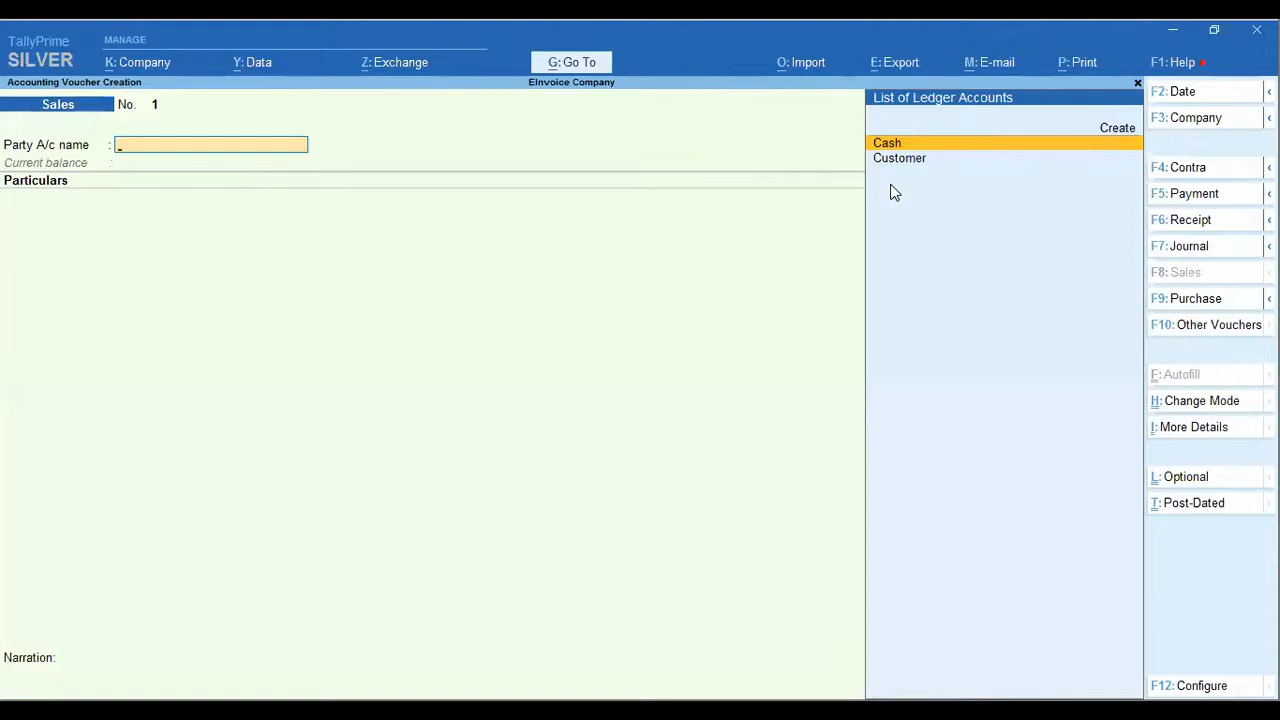 TallyPrime
SILVER
MANAGE
K: Company
Y: Data
Z: Exchange
G: Go To
O: Import
E: Export
M: E-mail
P: Print
F1: Help
Accounting Voucher Creation
EInvoice Company
Sales No. 1
Party A/c name :
Current balance :
Particulars
Narration:
List of Ledger Accounts
Create
Cash
Customer
F2: Date
F3: Company
F4: Contra
F5: Payment
F6: Receipt
F7: Journal
F8: Sales
F9: Purchase
F10: Other Vouchers
F: Autofill
H: Change Mode
I: More Details
L: Optional
T: Post-Dated
F12: Configure